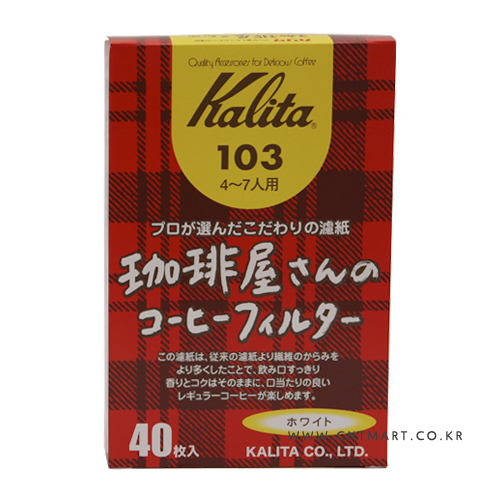 Quality Accessories for Delicious Coffee
Kalita®
103
4～7人用
プロが選んだこだわりの濾紙
珈琲屋さんの
コーヒーフィルター
この濾紙は、従来の濾紙より繊維のからみを
より多くしたことで、飲み口すっきり
香りとコクはそのままに、口当たりの良い
レギュラーコーヒーが楽しめます。
ホワイト
40枚入
KALITA CO., LTD.